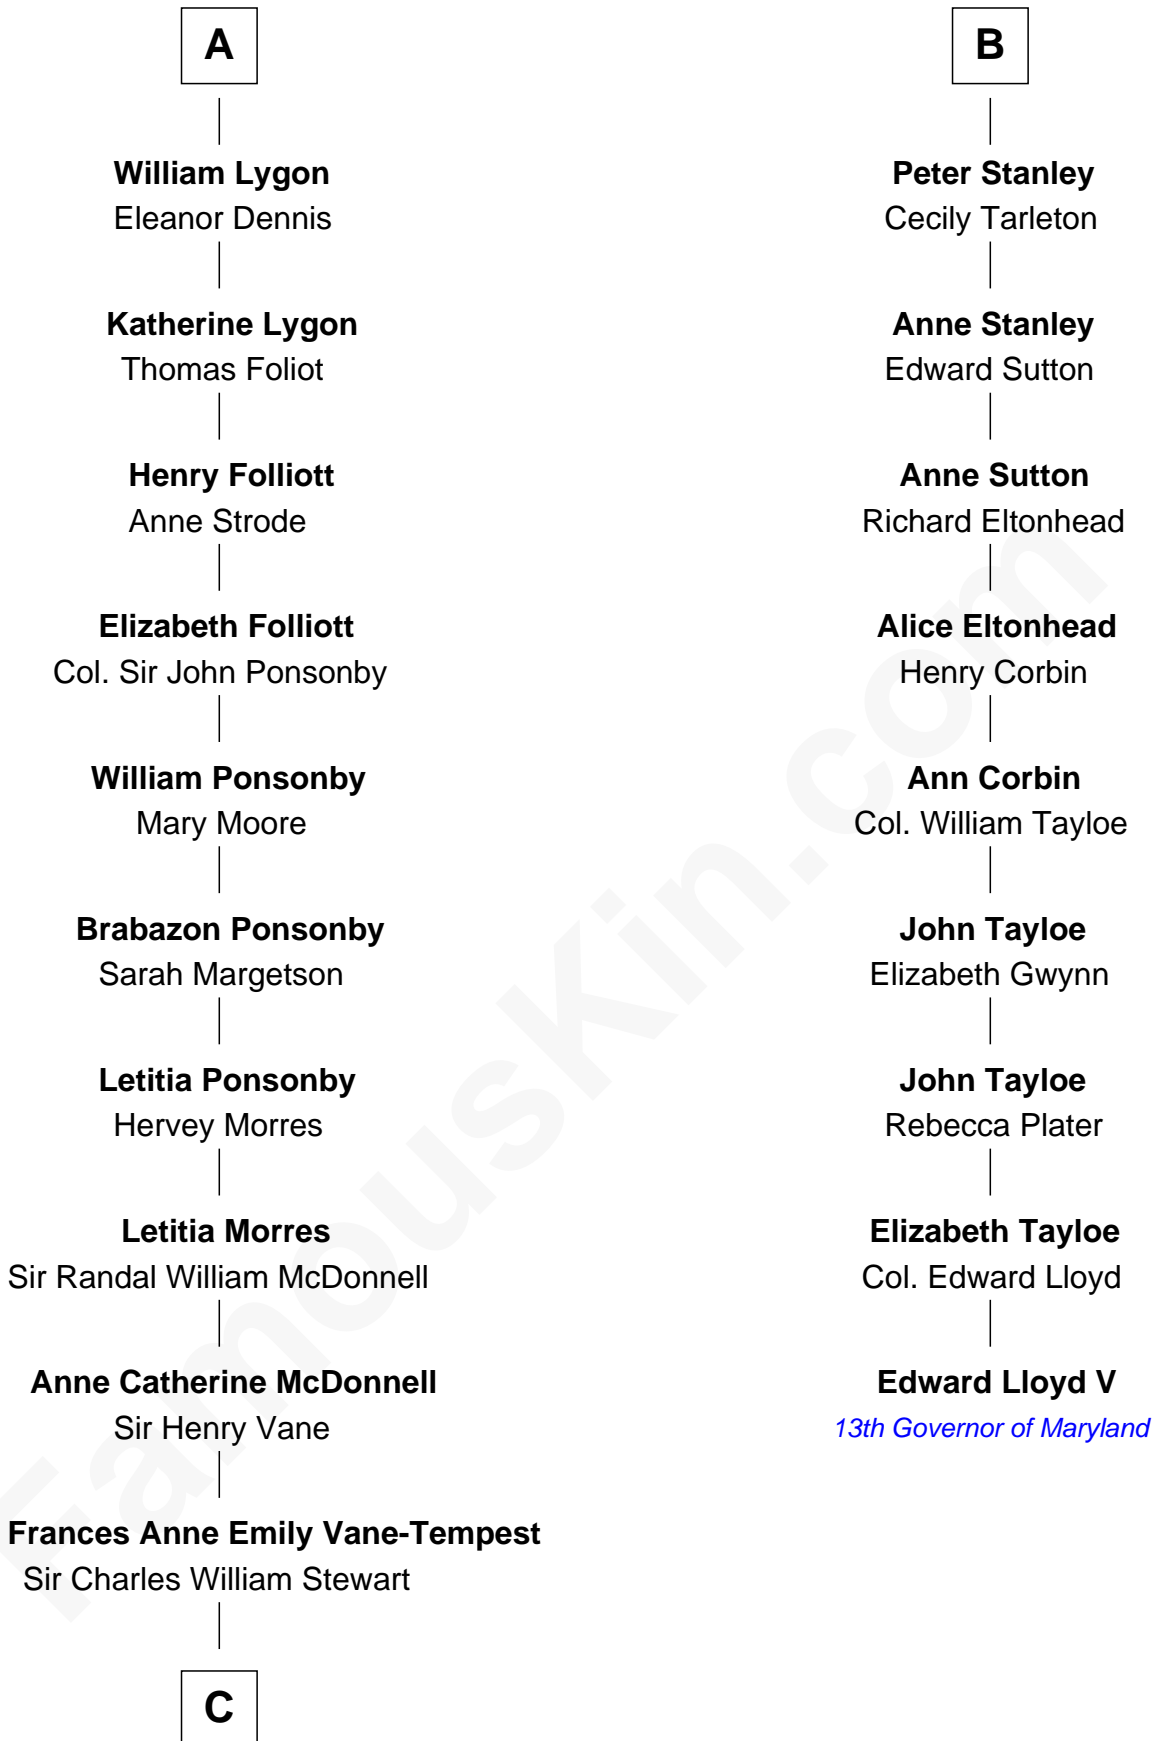 A
William Lygon
Eleanor Dennis
Katherine Lygon
Thomas Foliot
Henry Folliott
Anne Strode
Elizabeth Folliott
Col. Sir John Ponsonby
William Ponsonby
Mary Moore
Brabazon Ponsonby
Sarah Margetson
Letitia Ponsonby
Hervey Morres
Letitia Morres
Sir Randal William McDonnell
Anne Catherine McDonnell
Sir Henry Vane
Frances Anne Emily Vane-Tempest
Sir Charles William Stewart
C
B
Peter Stanley
Cecily Tarleton
Anne Stanley
Edward Sutton
Anne Sutton
Richard Eltonhead
Alice Eltonhead
Henry Corbin
Ann Corbin
Col. William Tayloe
John Tayloe
Elizabeth Gwynn
John Tayloe
Rebecca Plater
Elizabeth Tayloe
Col. Edward Lloyd
Edward Lloyd V
13th Governor of Maryland
FamousKin.com